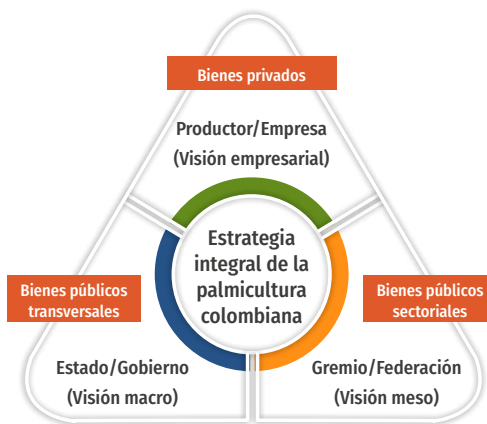 Bienes privados
Productor/Empresa
(Visión empresarial)
Estrategia
integral de la
palmicultura
colombiana
Bienes públicos
transversales
Estado/Gobierno
(Visión macro)
Bienes públicos
sectoriales
Gremio/Federación
(Visión meso)